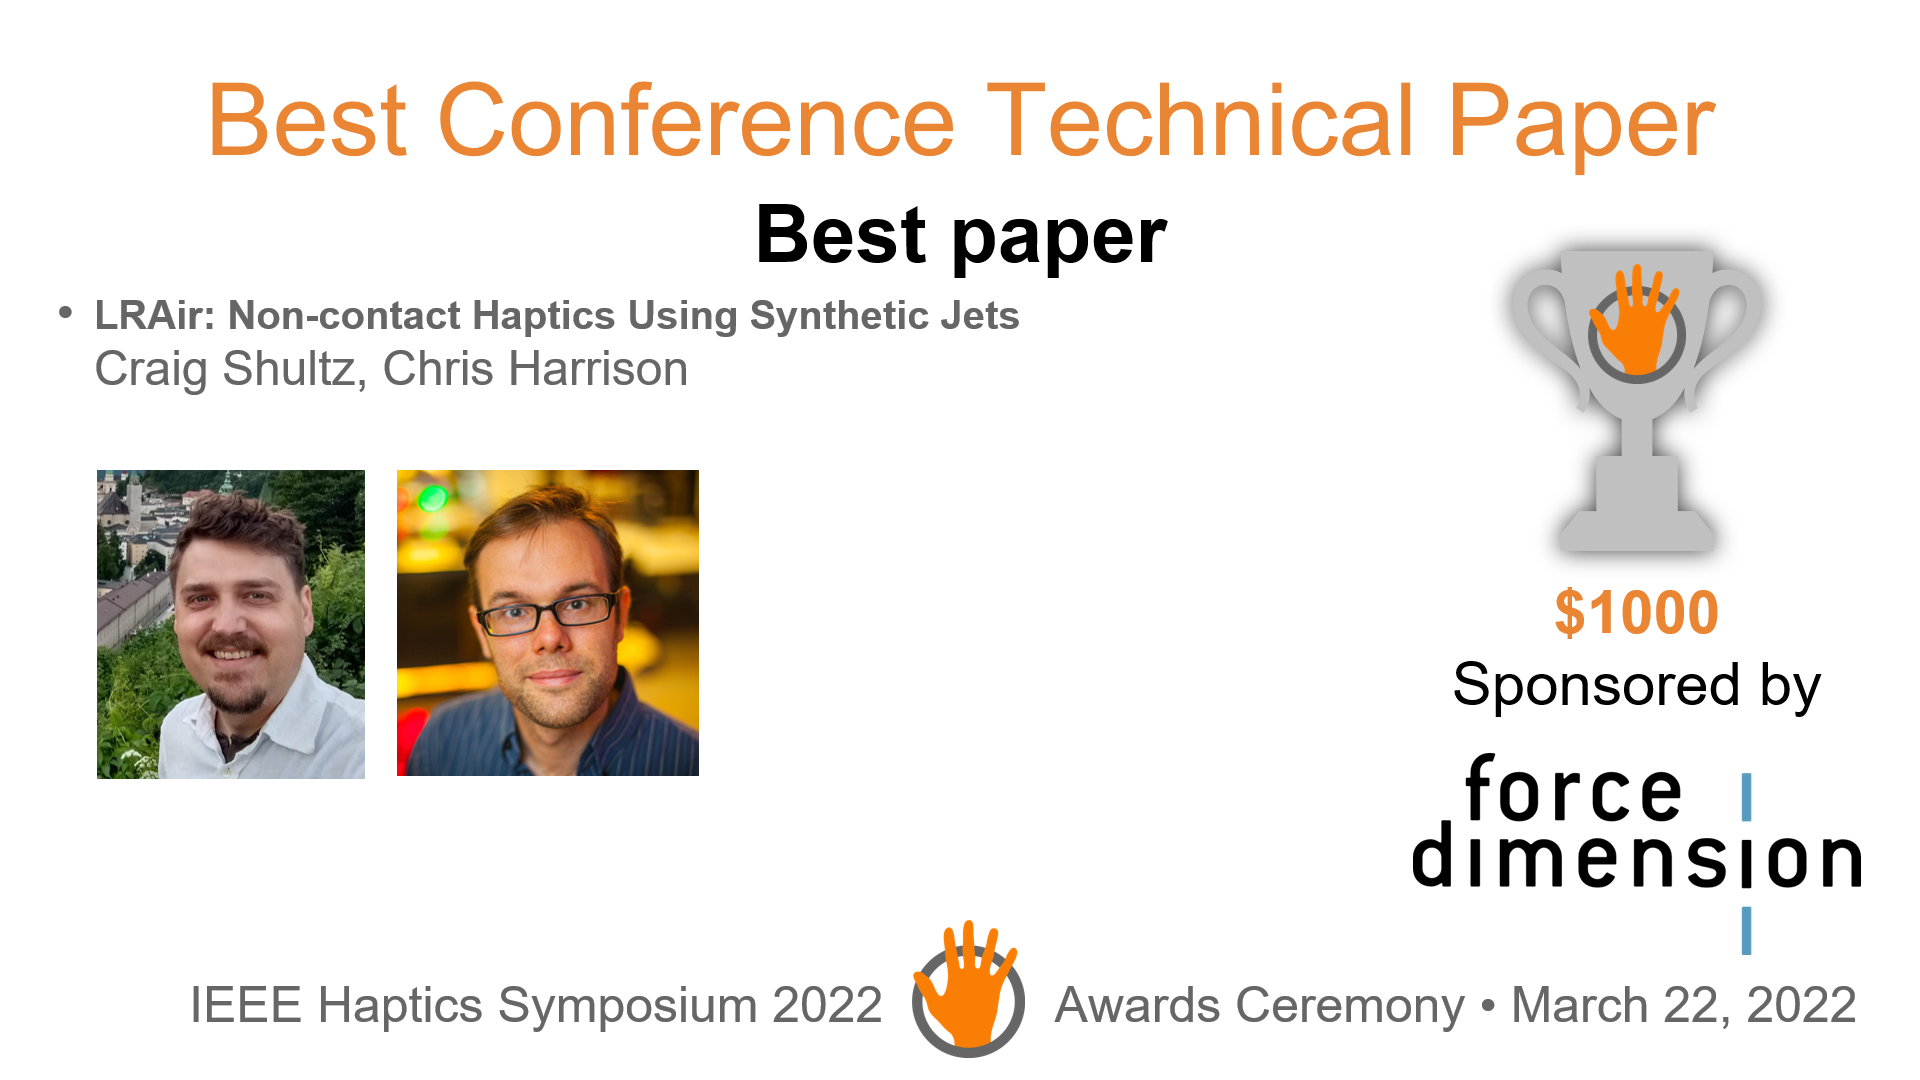 Best Conference Technical Paper
Best paper
• LRAir: Non-contact Haptics Using Synthetic Jets
Craig Shultz, Chris Harrison
$1000
Sponsored by
force
dimension
IEEE Haptics Symposium 2022
Awards Ceremony • March 22, 2022